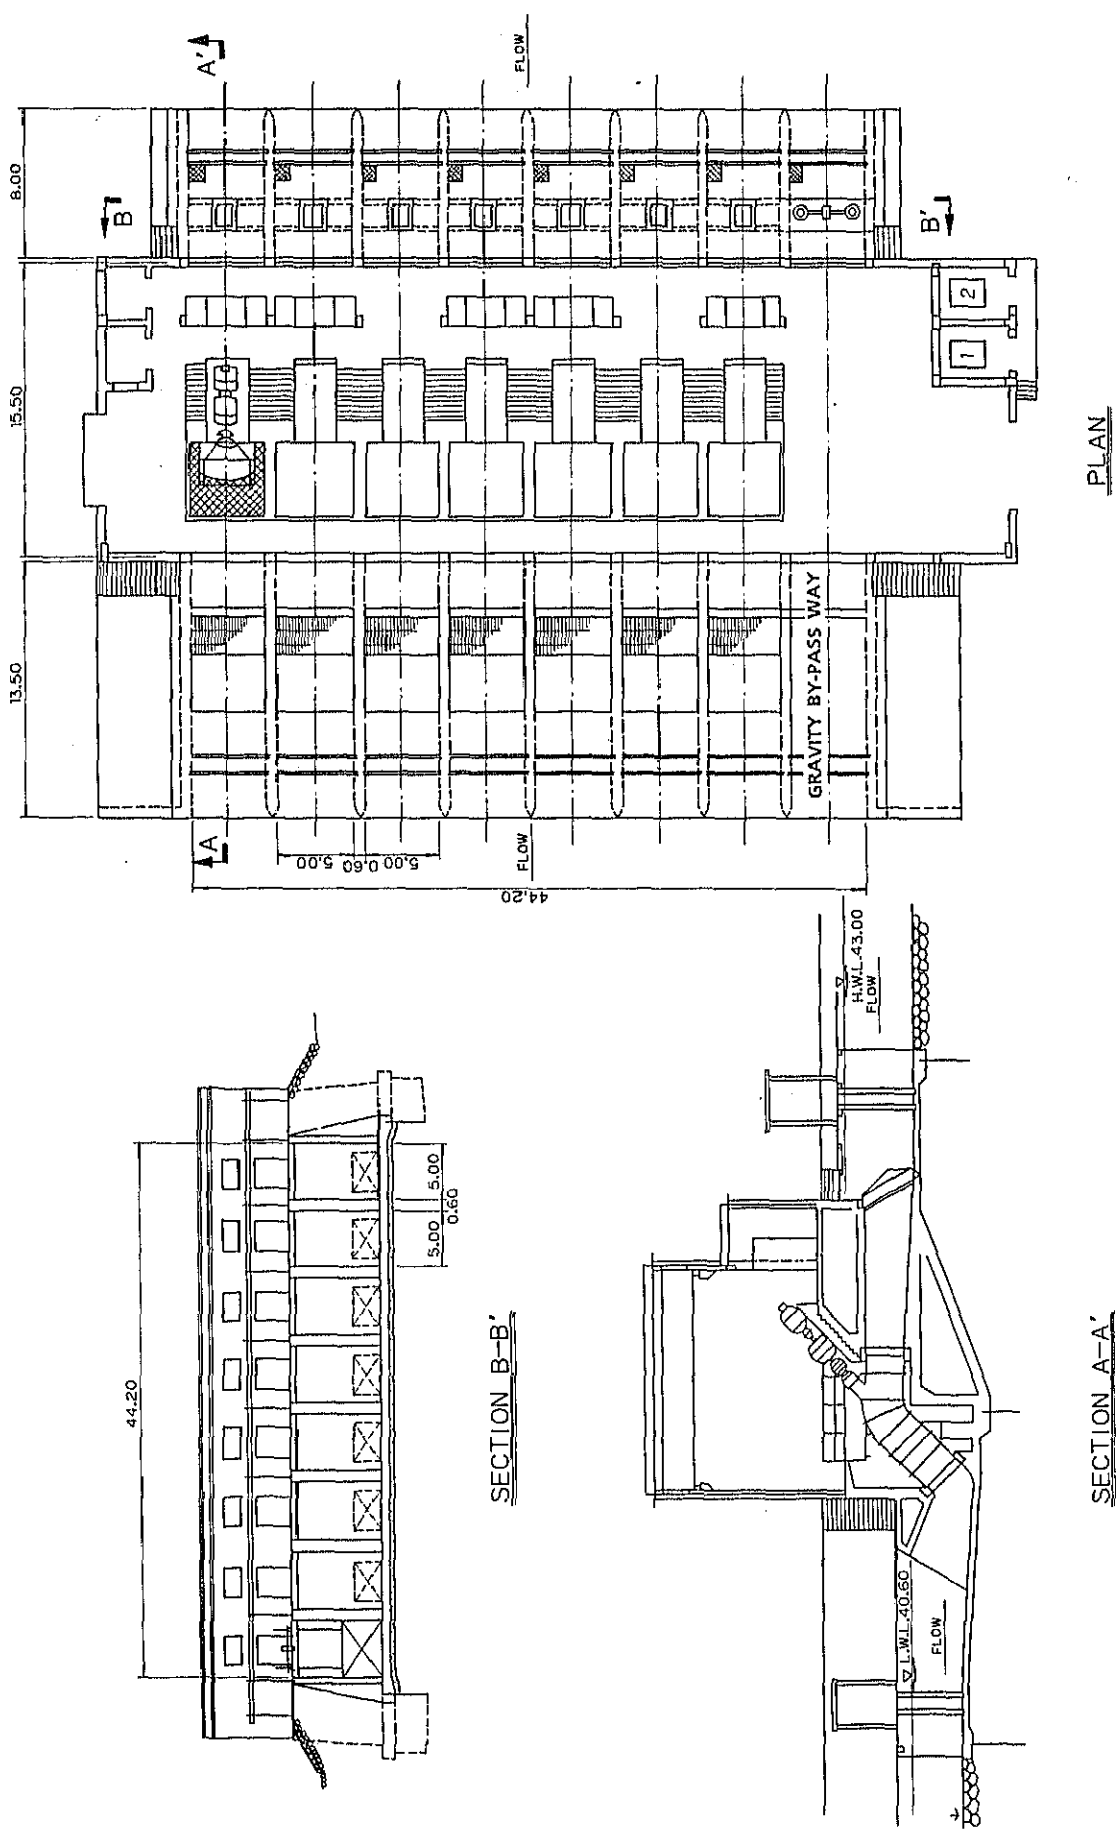 A'
FLOW
8.00
B
B'
15.50
1
2
PLAN
13.50
GRAVITY BY-PASS WAY
A
5.00 0.60 5.00
FLOW
44.20
44.20
5.00
0.60
5.00
SECTION B-B'
H.W.L.43.00
FLOW
L.W.L.40.60
FLOW
SECTION A-A'